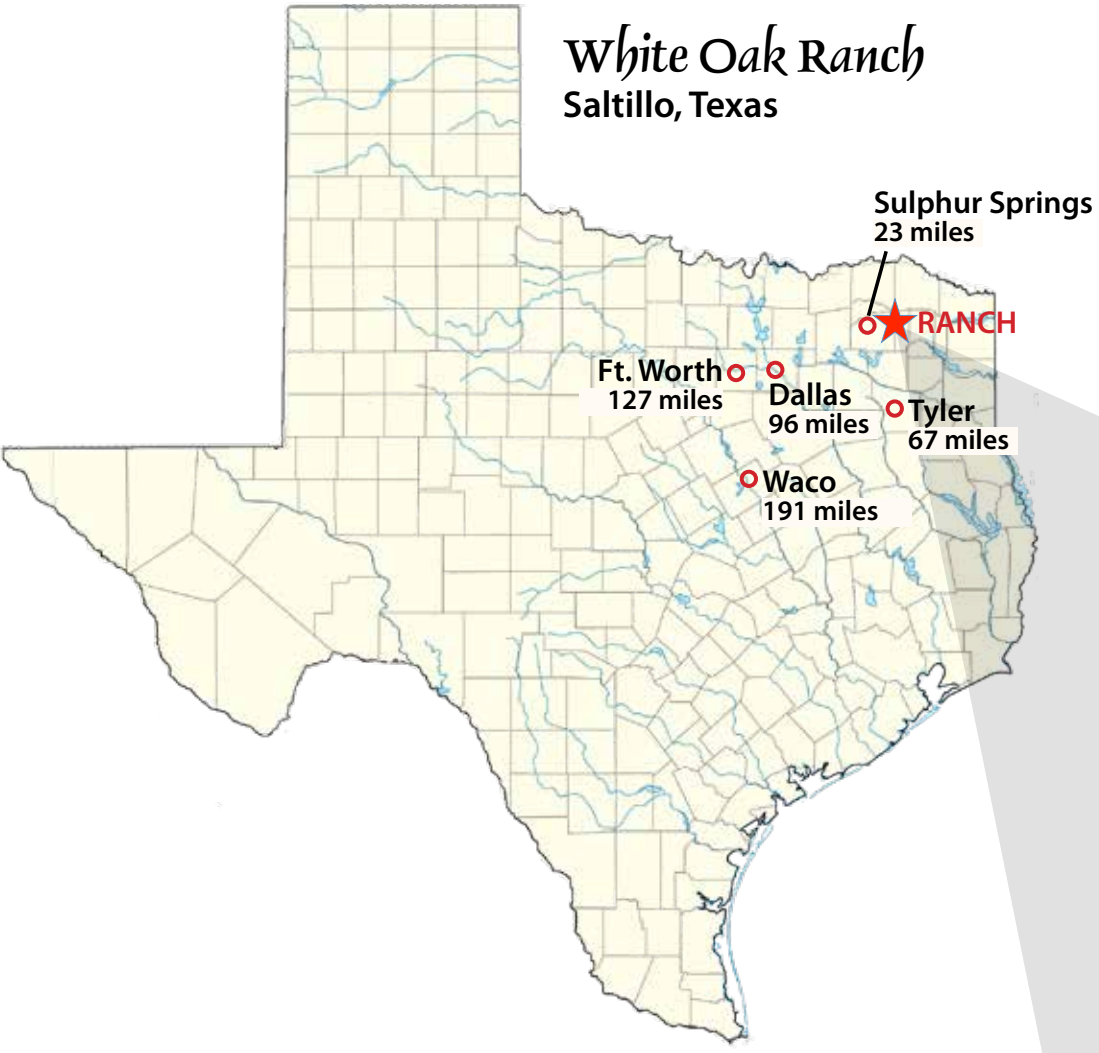 White Oak Ranch
Saltillo, Texas
Sulphur Springs
23 miles
RANCH
Ft. Worth
127 miles
Dallas
96 miles
Tyler
67 miles
Waco
191 miles